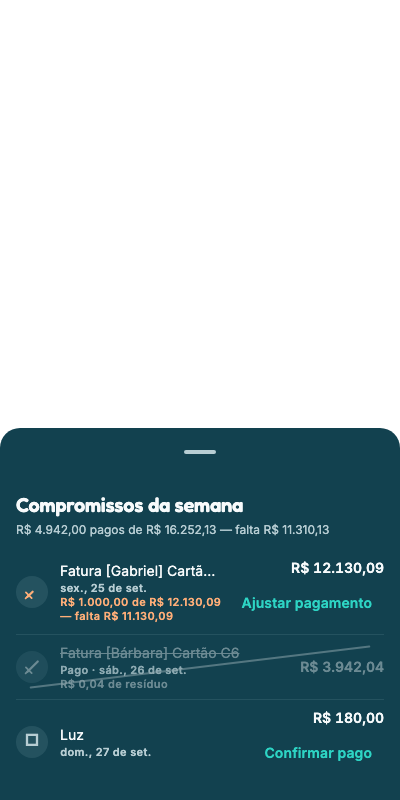 Compromissos da semana
R$ 4.942,00 pagos de R$ 16.252,13 — falta R$ 11.310,13
Fatura [Gabriel] Cartã...
R$ 12.130,09
sex., 25 de set.
R$ 1.000,00 de R$ 12.130,09
— falta R$ 11.130,09
Ajustar pagamento
Fatura [Bárbara] Cartão C6
Pago · sáb., 26 de set.
R$ 0,04 de resíduo
R$ 3.942,04
R$ 180,00
Luz
dom., 27 de set.
Confirmar pago